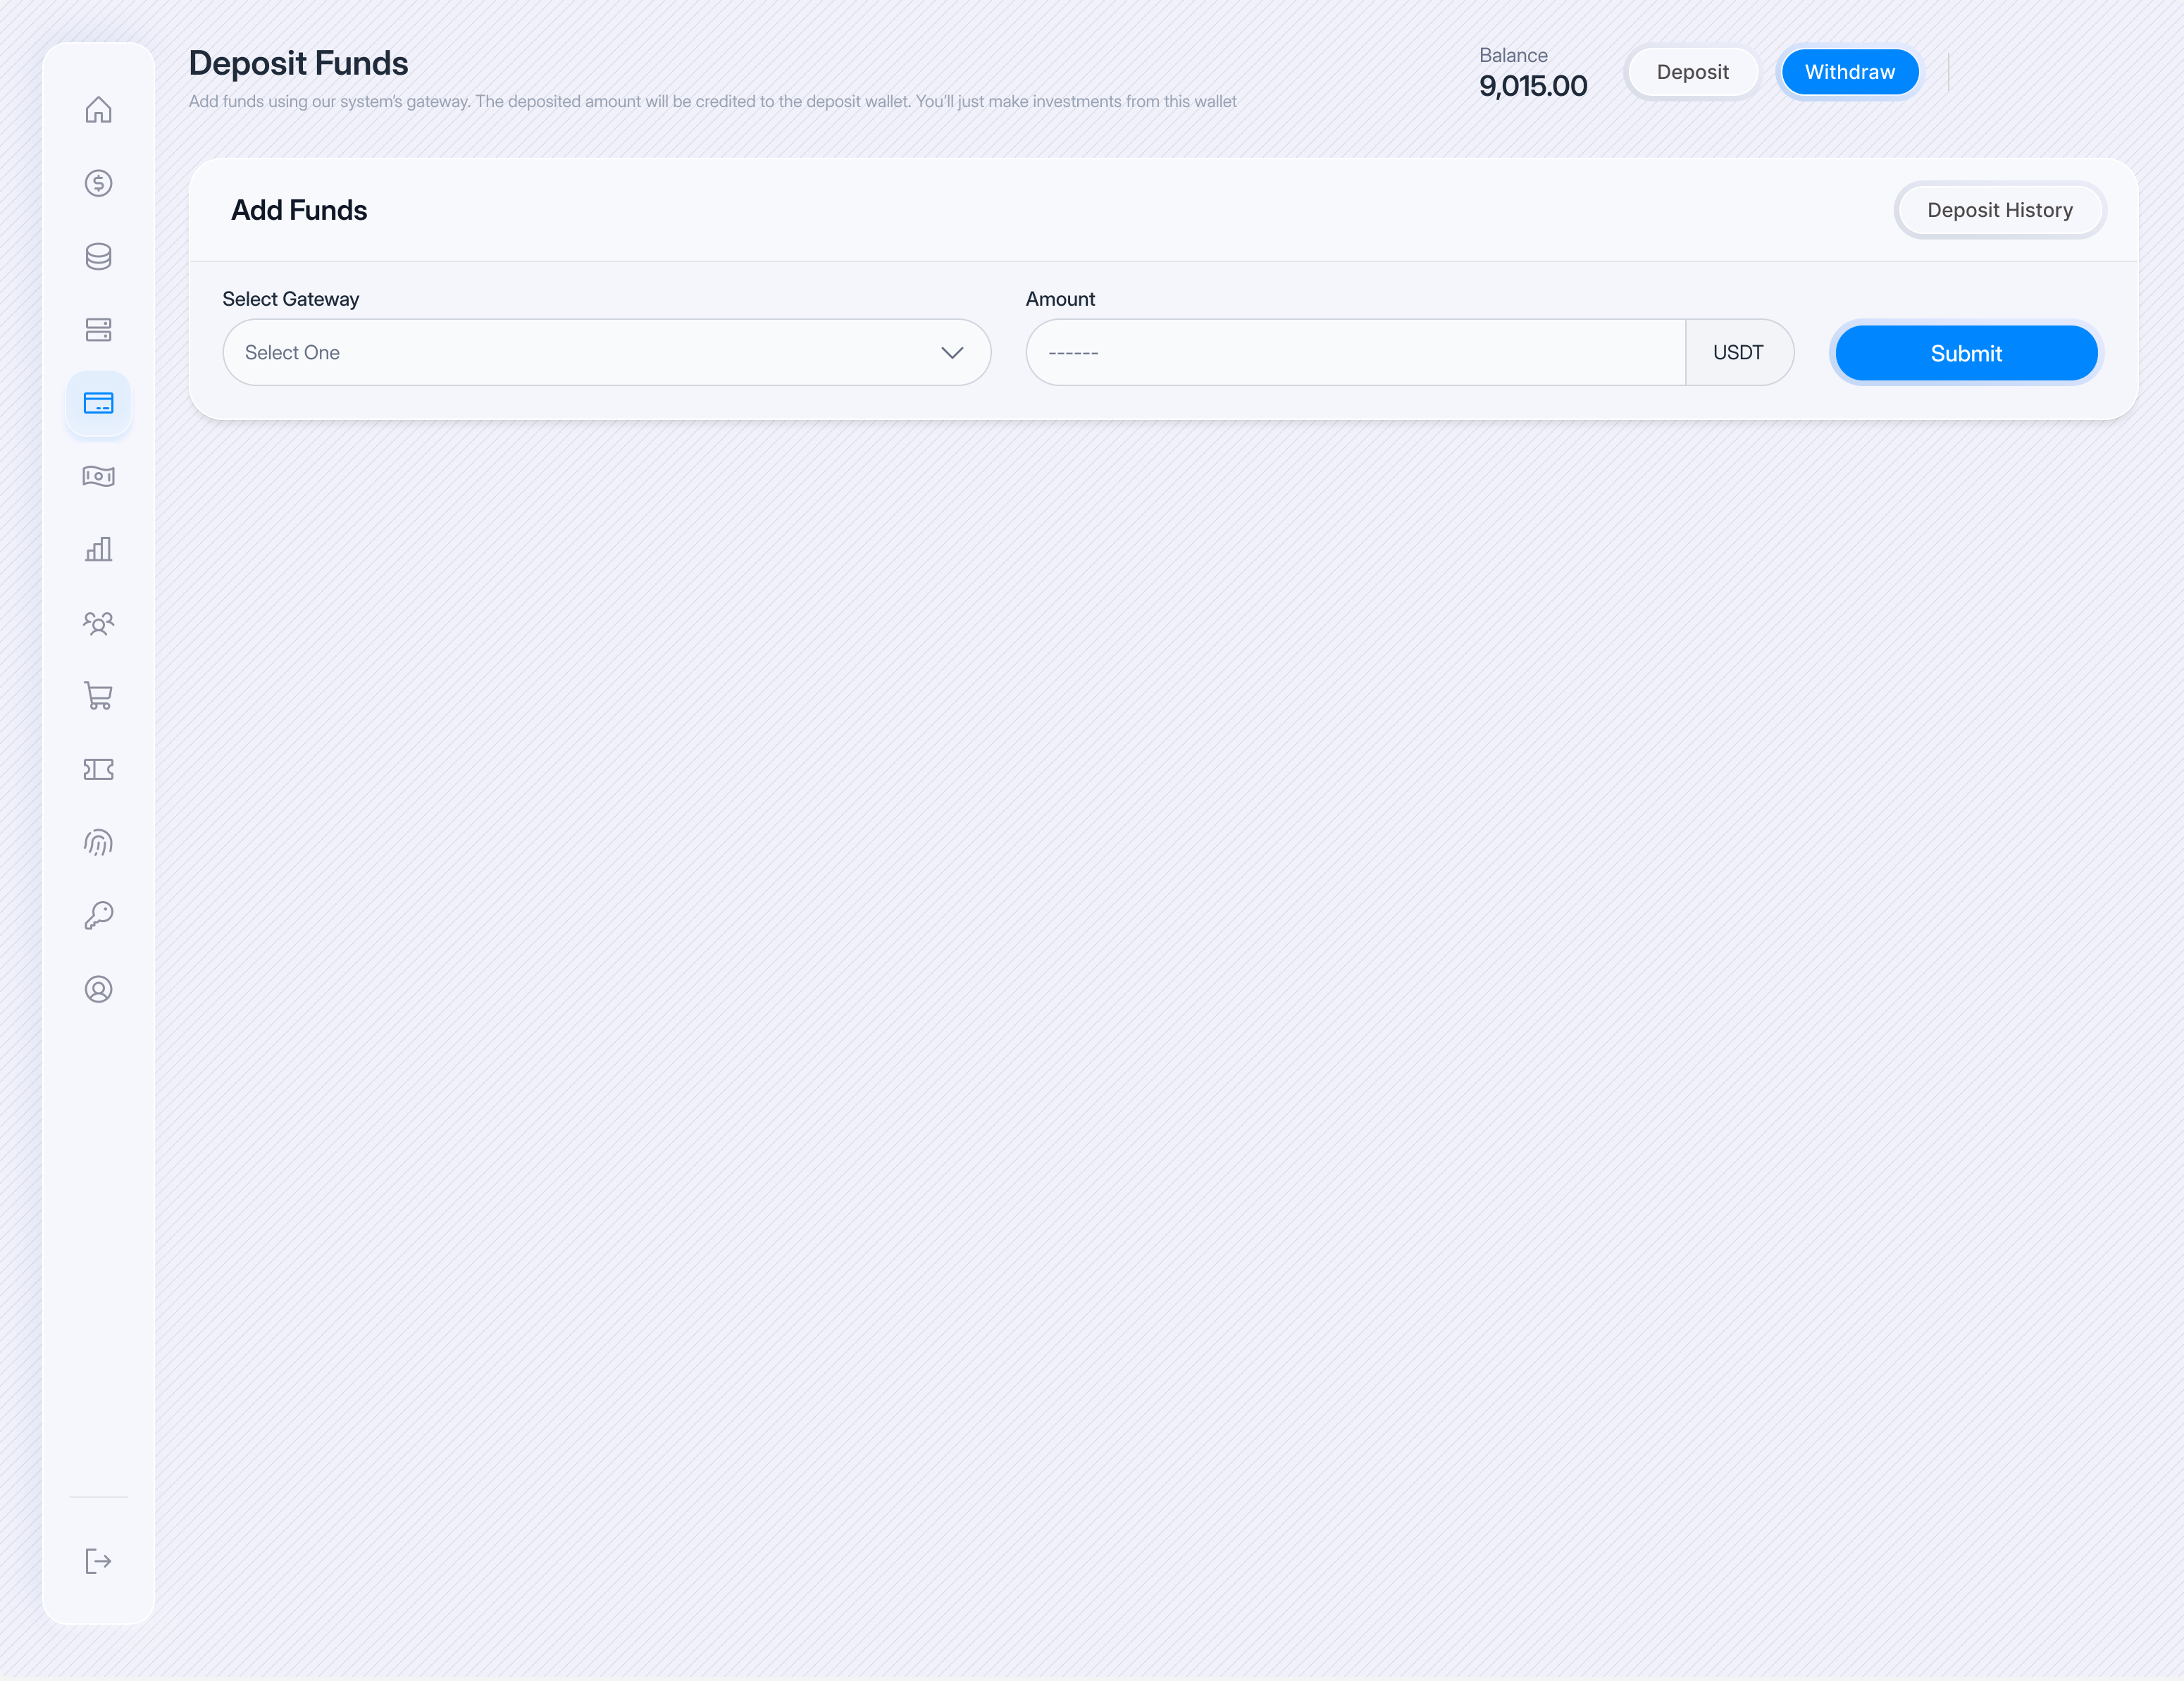 Deposit Funds
Add funds using our system’s gateway. The deposited amount will be credited to the deposit wallet. You’ll just make investments from this wallet
Balance
9,015.00
Deposit
Withdraw
Add Funds
Deposit History
Select Gateway
Select One
Amount
------
USDT
Submit